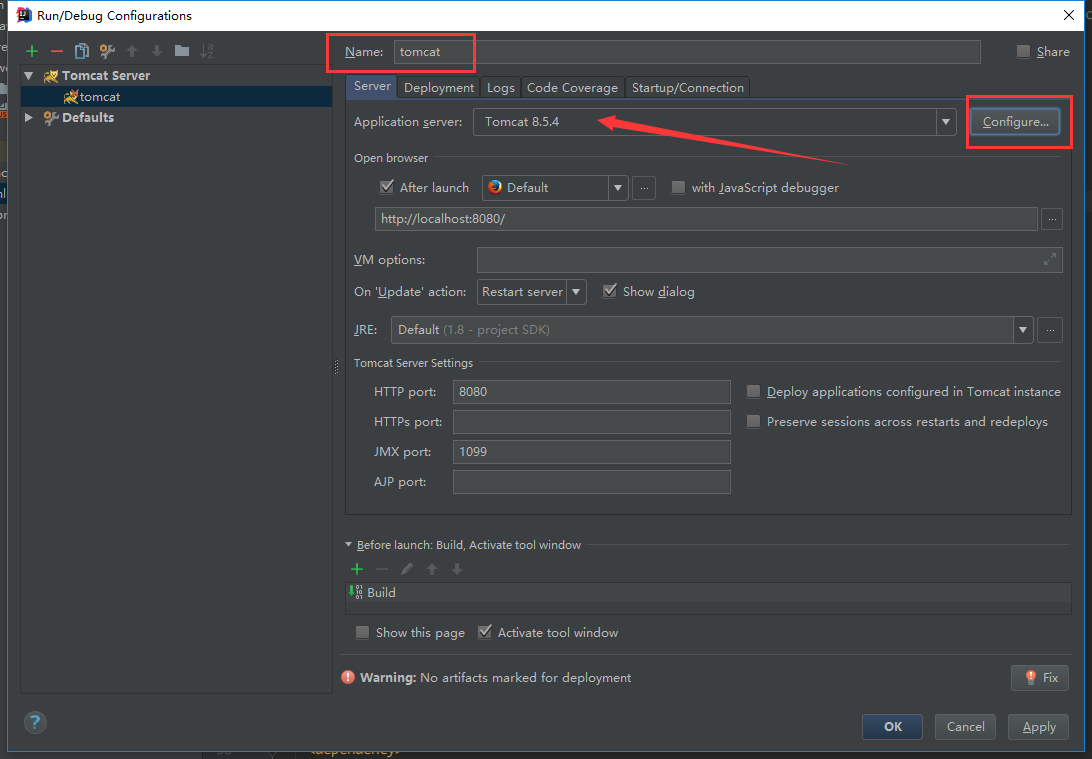 Run/Debug Configurations
Name: tomcat Share
Tomcat Server
tomcat
Defaults
Server Deployment Logs Code Coverage Startup/Connection
Application server: Tomcat 8.5.4 Configure...
Open browser
After launch Default ... with JavaScript debugger
http://localhost:8080/ ...
VM options:
On 'Update' action: Restart server Show dialog
JRE: Default (1.8 - project SDK) ...
Tomcat Server Settings
HTTP port: 8080 Deploy applications configured in Tomcat instance
HTTPs port: Preserve sessions across restarts and redeploys
JMX port: 1099
AJP port:
Before launch: Build, Activate tool window
Build
Show this page Activate tool window
Warning: No artifacts marked for deployment Fix
? OK Cancel Apply